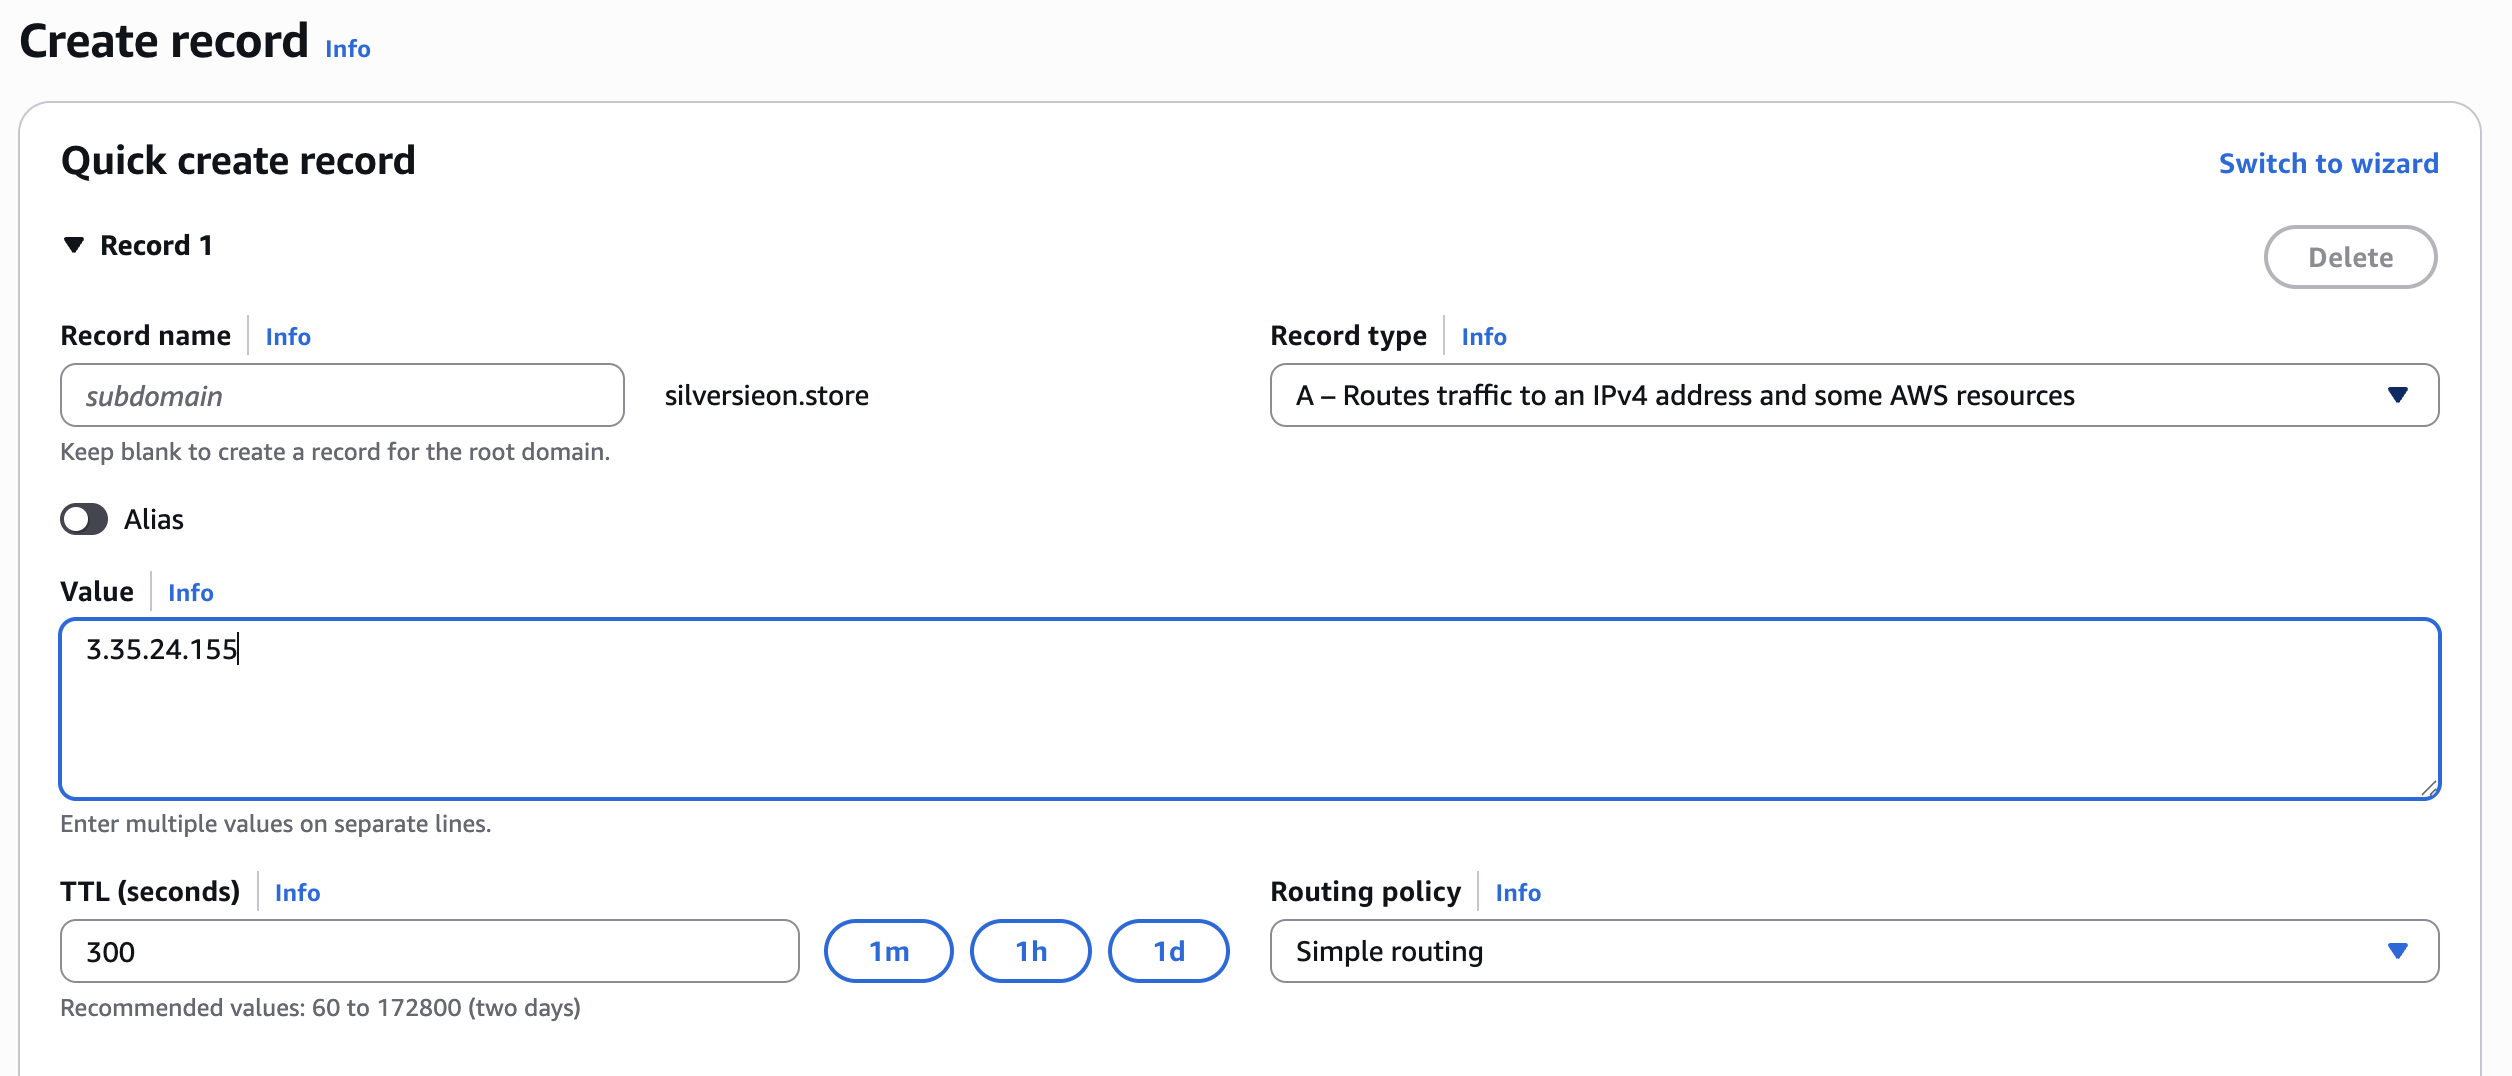 Create record Info
Quick create record
Switch to wizard
Record 1
Delete
Record name Info
subdomain
silversieon.store
Keep blank to create a record for the root domain.
Record type Info
A – Routes traffic to an IPv4 address and some AWS resources
Alias
Value Info
3.35.24.155
Enter multiple values on separate lines.
TTL (seconds) Info
300
1m
1h
1d
Recommended values: 60 to 172800 (two days)
Routing policy Info
Simple routing